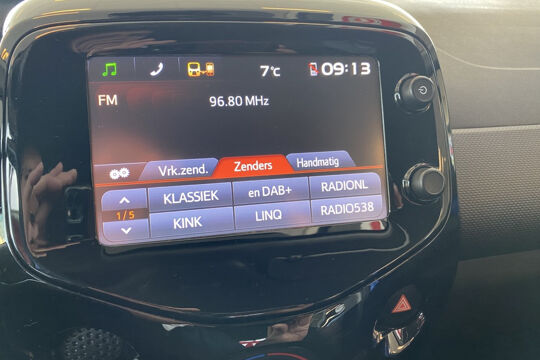 7°C 09:13
FM 96.80 MHz
Vrk.zend. Zenders Handmatig
KLASSIEK en DAB+ RADIONL
1/5
KINK LINQ RADIO538